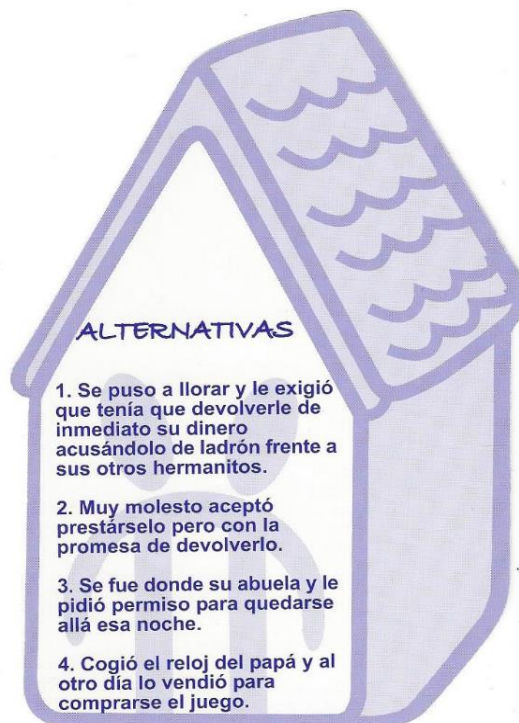 ALTERNATIVAS
1. Se puso a llorar y le exigió
que tenía que devolverle de
inmediato su dinero
acusándolo de ladrón frente a
sus otros hermanitos.
2. Muy molesto aceptó
prestárselo pero con la
promesa de devolverlo.
3. Se fue donde su abuela y le
pidió permiso para quedarse
allá esa noche.
4. Cogió el reloj del papá y al
otro día lo vendió para
comprarse el juego.